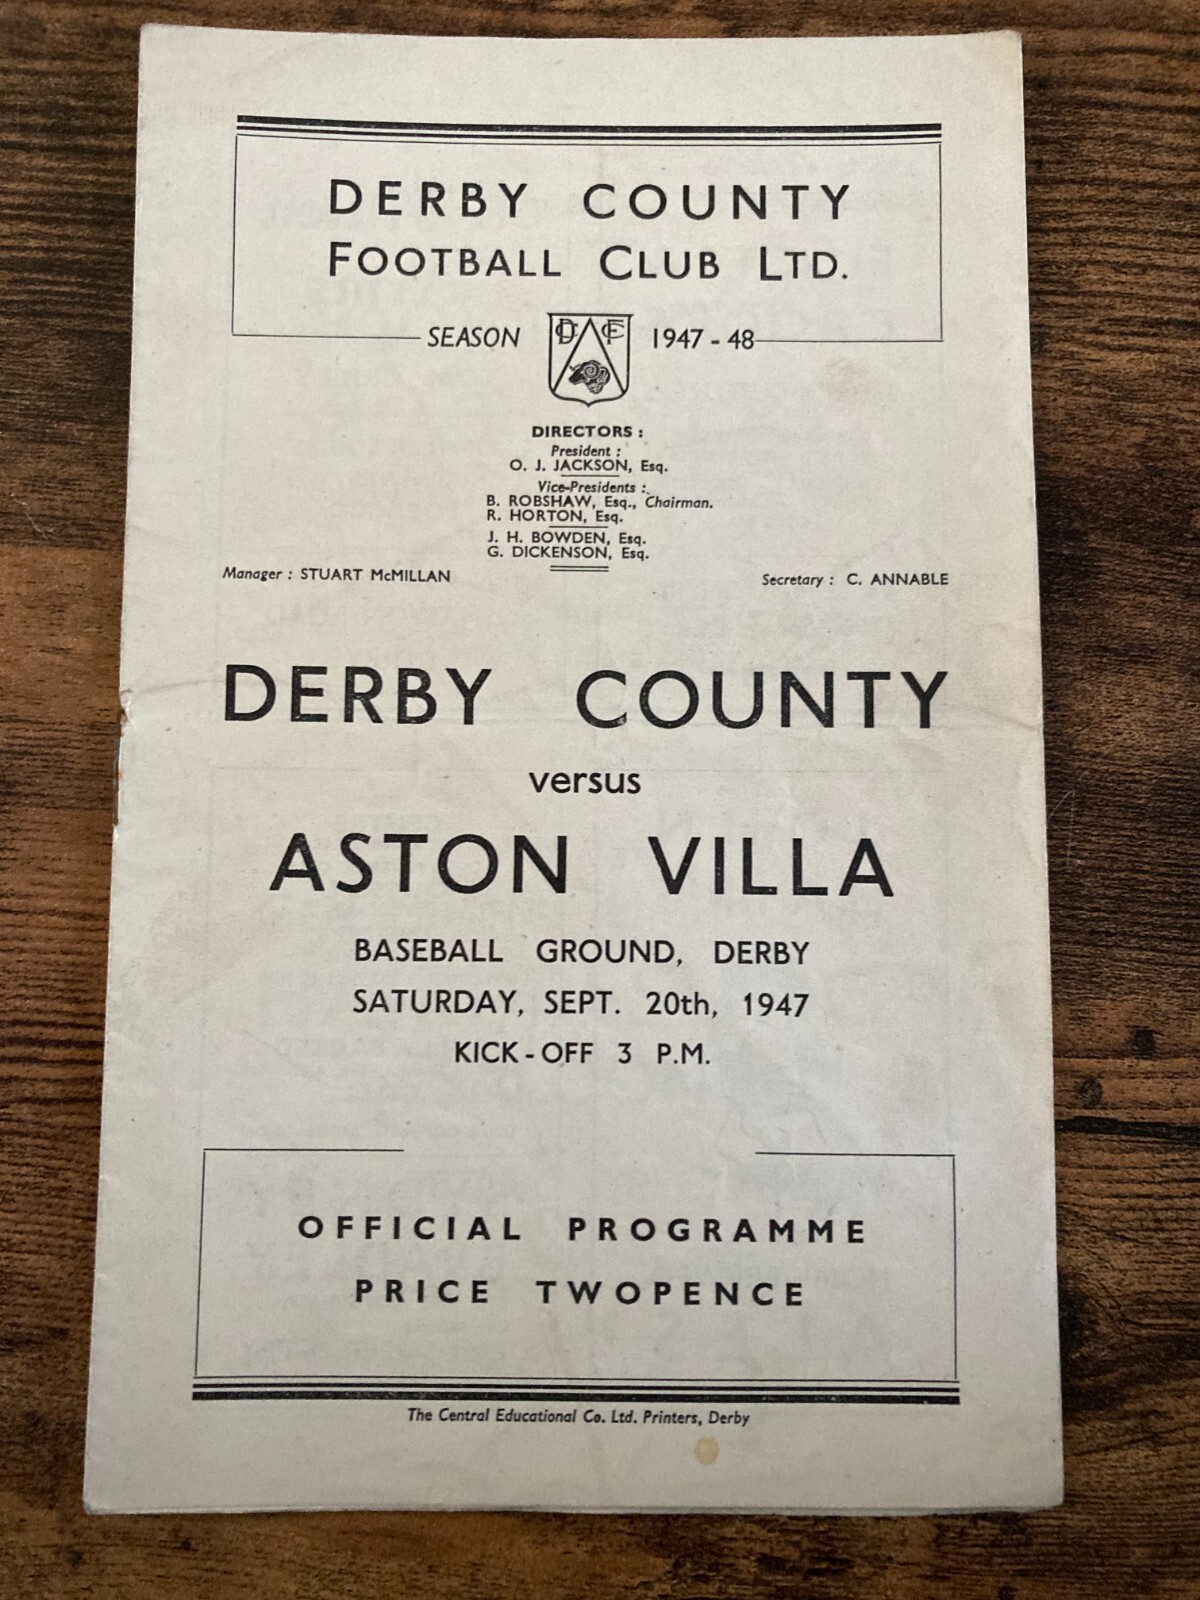 DERBY COUNTY
FOOTBALL CLUB LTD.
SEASON DC FC 1947 - 48
DIRECTORS :
President :
O. J. JACKSON, Esq.
Vice-Presidents :
B. ROBSHAW, Esq., Chairman.
R. HORTON, Esq.
J. H. BOWDEN, Esq.
G. DICKENSON, Esq.
Manager : STUART McMILLAN Secretary : C. ANNABLE
DERBY COUNTY
versus
ASTON VILLA
BASEBALL GROUND, DERBY
SATURDAY, SEPT. 20th, 1947
KICK - OFF 3 P.M.
OFFICIAL PROGRAMME
PRICE TWOPENCE
The Central Educational Co. Ltd. Printers, Derby